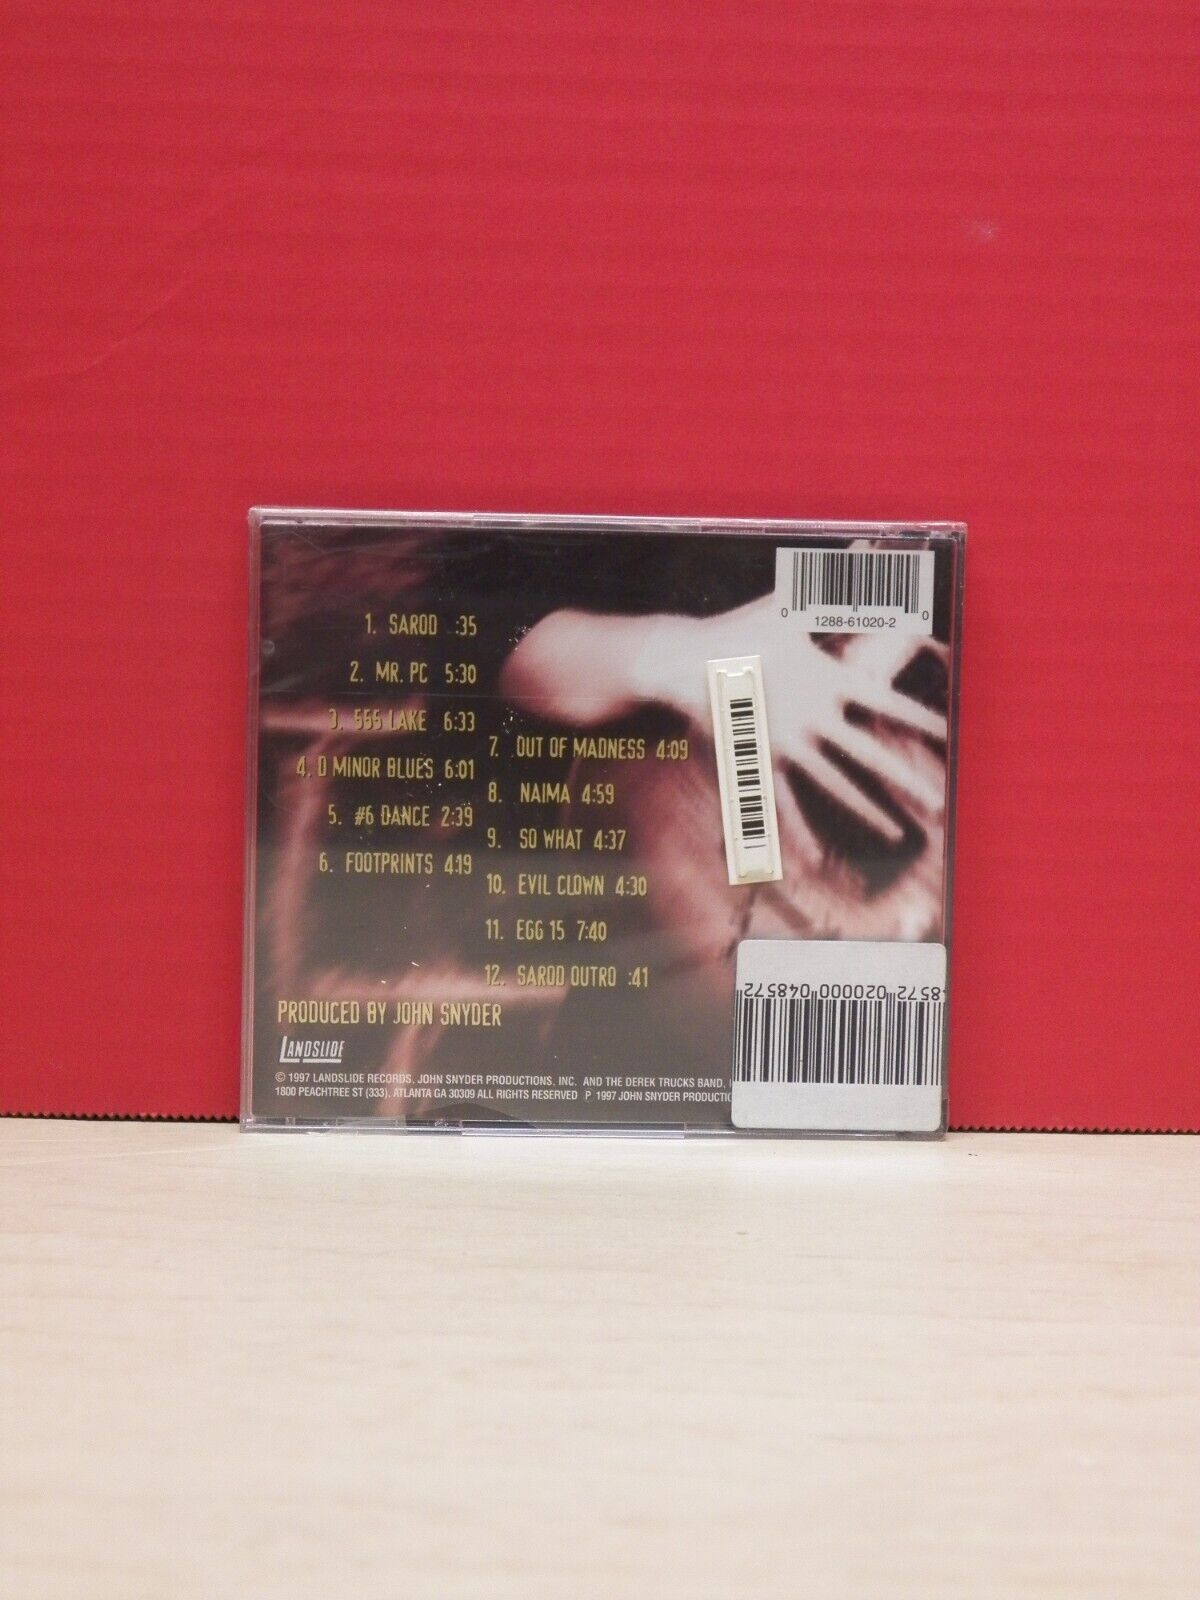 1. SAROD :35
2. MR. PC 5:30
3. 555 LAKE 6:33
4. D MINOR BLUES 6:01
5. #6 DANCE 2:39
6. FOOTPRINTS 4:19
7. OUT OF MADNESS 4:09
8. NAIMA 4:59
9. SO WHAT 4:37
10. EVIL CLOWN 4:30
11. EGG 15 7:40
12. SAROD OUTRO :41
PRODUCED BY JOHN SNYDER
LANDSLIDE
© 1997 LANDSLIDE RECORDS, JOHN SNYDER PRODUCTIONS, INC. AND THE DEREK TRUCKS BAND,
1800 PEACHTREE ST (333), ATLANTA GA 30309 ALL RIGHTS RESERVED P 1997 JOHN SNYDER
0 1288-61020-2 0
020000 048572
8572